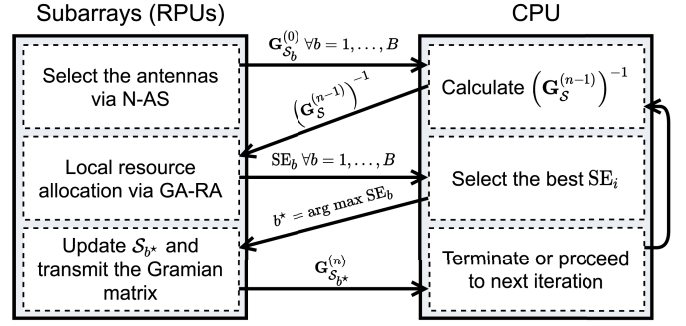 Subarrays (RPUs)
CPU
Select the antennas
via N-AS
Local resource
allocation via GA-RA
Update 𝒮_{b⋆} and
transmit the Gramian
matrix
𝐆_{𝒮_b}^{(0)} ∀b = 1, . . . , B
(𝐆_𝒮^{(n−1)})^{−1}
SE_b ∀b = 1, . . . , B
b⋆ = arg max SE_b
𝐆_{𝒮_{b⋆}}^{(n)}
Calculate (𝐆_𝒮^{(n−1)})^{−1}
Select the best SE_i
Terminate or proceed
to next iteration